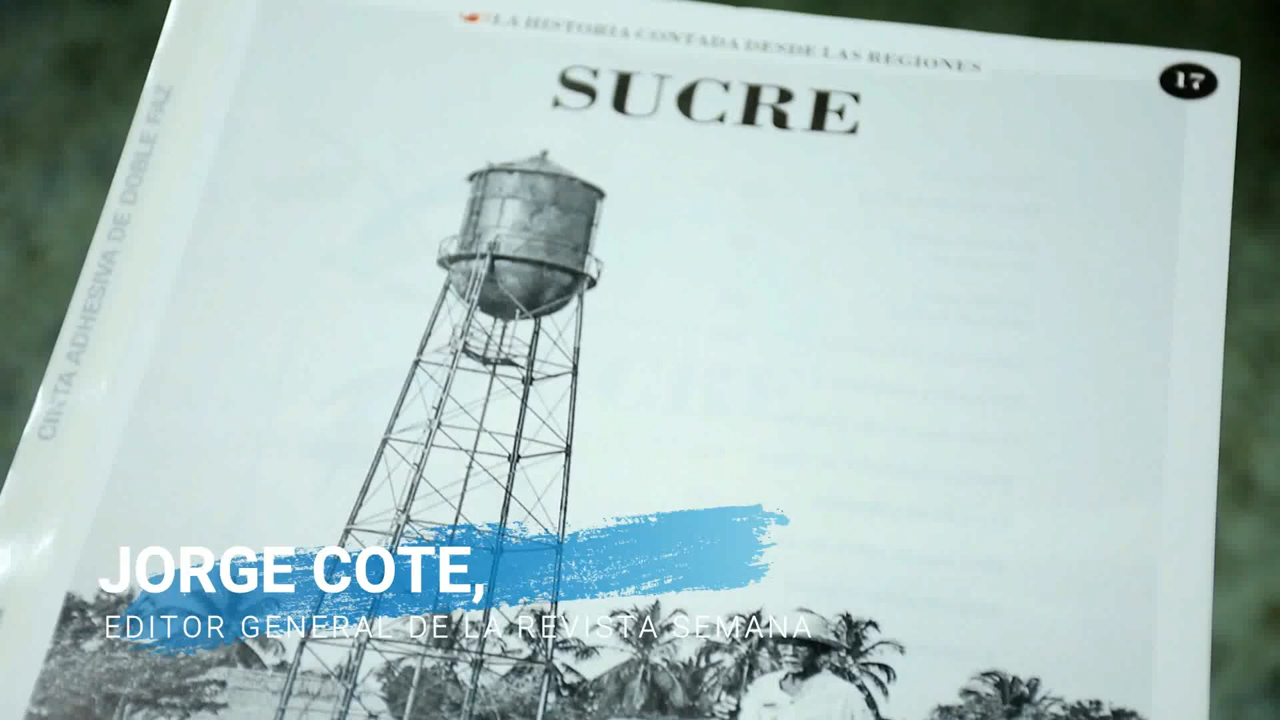 LA HISTORIA CONTADA DESDE LAS REGIONES
17
SUCRE
CINTA ADHESIVA DE DOBLE FAZ
JORGE COTE,
EDITOR GENERAL DE LA REVISTA SEMANA